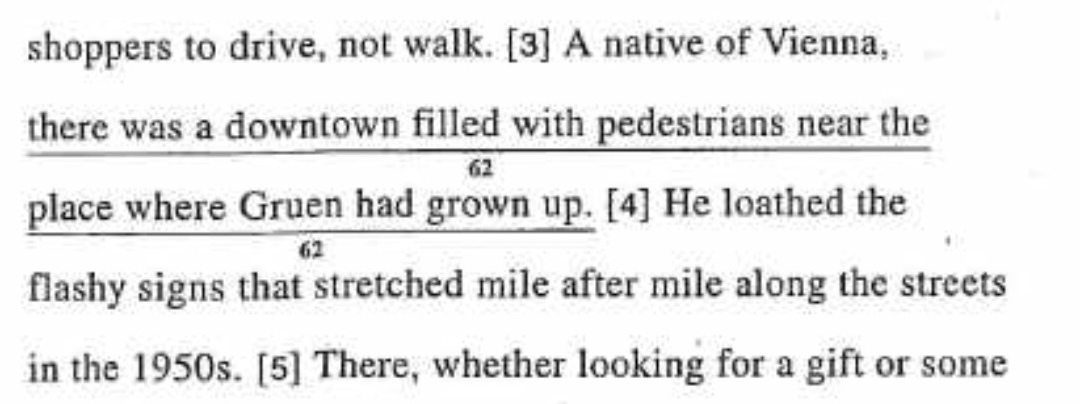 shoppers to drive, not walk. [3] A native of Vienna,
there was a downtown filled with pedestrians near the
62
place where Gruen had grown up. [4] He loathed the
62
flashy signs that stretched mile after mile along the streets
in the 1950s. [5] There, whether looking for a gift or some